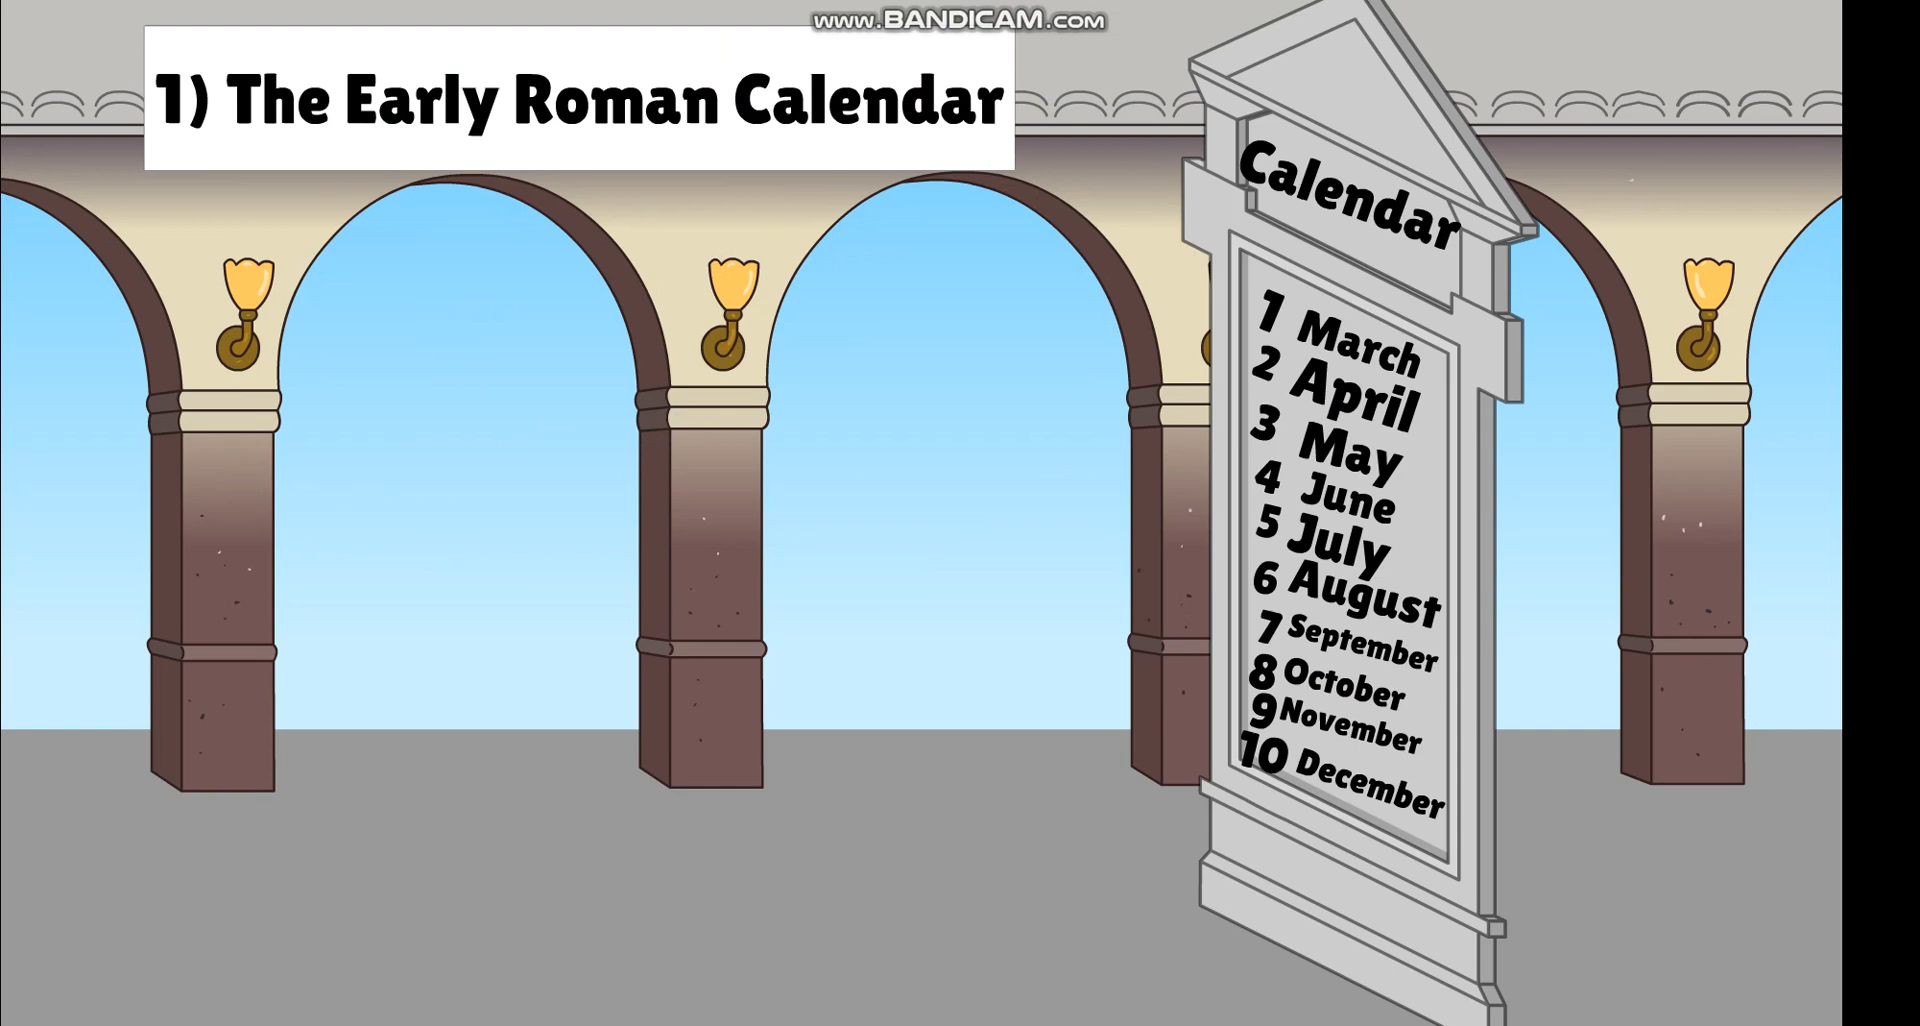 www.BANDICAM.com
1) The Early Roman Calendar
Calendar
1 March
2 April
3 May
4 June
5 July
6 August
7 September
8 October
9 November
10 December